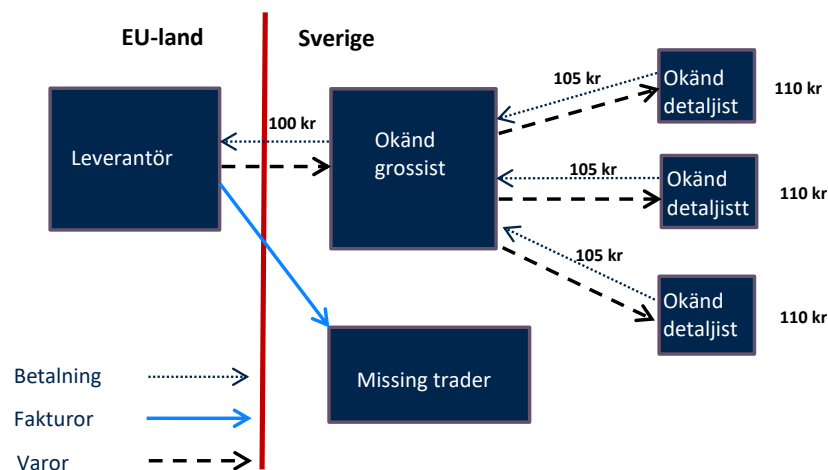 EU-land
Sverige
Leverantör
100 kr
Okänd
grossist
105 kr
Okänd
detaljist
110 kr
105 kr
Okänd
detaljistt
110 kr
105 kr
Okänd
detaljist
110 kr
Missing trader
Betalning
Fakturor
Varor